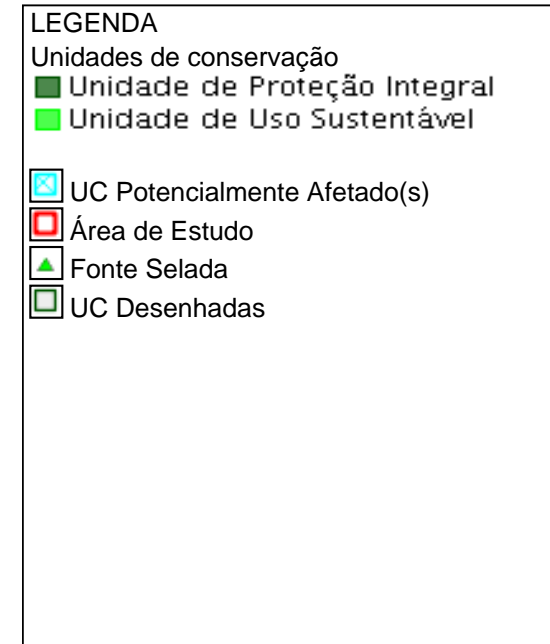 LEGENDA
Unidades de conservação
Unidade de Proteção Integral
Unidade de Uso Sustentável
UC Potencialmente Afetado(s)
Área de Estudo
Fonte Selada
UC Desenhadas